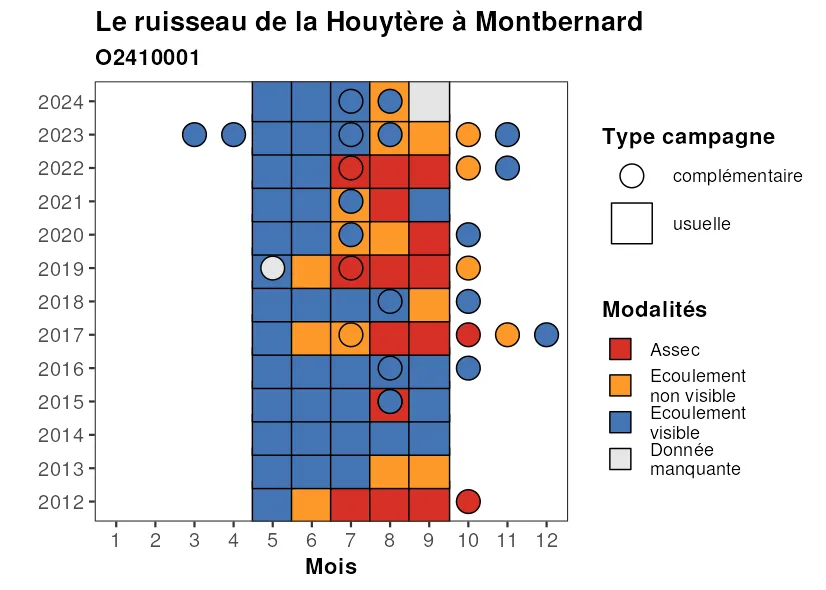 Le ruisseau de la Houytère à Montbernard
O2410001
2024
2023
2022
2021
2020
2019
2018
2017
2016
2015
2014
2013
2012
1 2 3 4 5 6 7 8 9 10 11 12
Mois
Type campagne
complémentaire
usuelle
Modalités
Assec
Ecoulement
non visible
Ecoulement
visible
Donnée
manquante